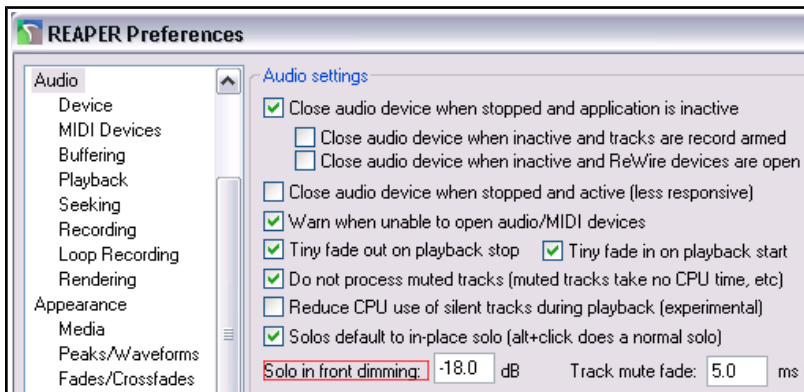 REAPER Preferences
Audio
Device
MIDI Devices
Buffering
Playback
Seeking
Recording
Loop Recording
Rendering
Appearance
Media
Peaks/Waveforms
Fades/Crossfades
Audio settings
Close audio device when stopped and application is inactive
Close audio device when inactive and tracks are record armed
Close audio device when inactive and ReWire devices are open
Close audio device when stopped and active (less responsive)
Warn when unable to open audio/MIDI devices
Tiny fade out on playback stop Tiny fade in on playback start
Do not process muted tracks (muted tracks take no CPU time, etc)
Reduce CPU use of silent tracks during playback (experimental)
Solos default to in-place solo (alt+click does a normal solo)
Solo in front dimming: -18.0 dB Track mute fade: 5.0 ms